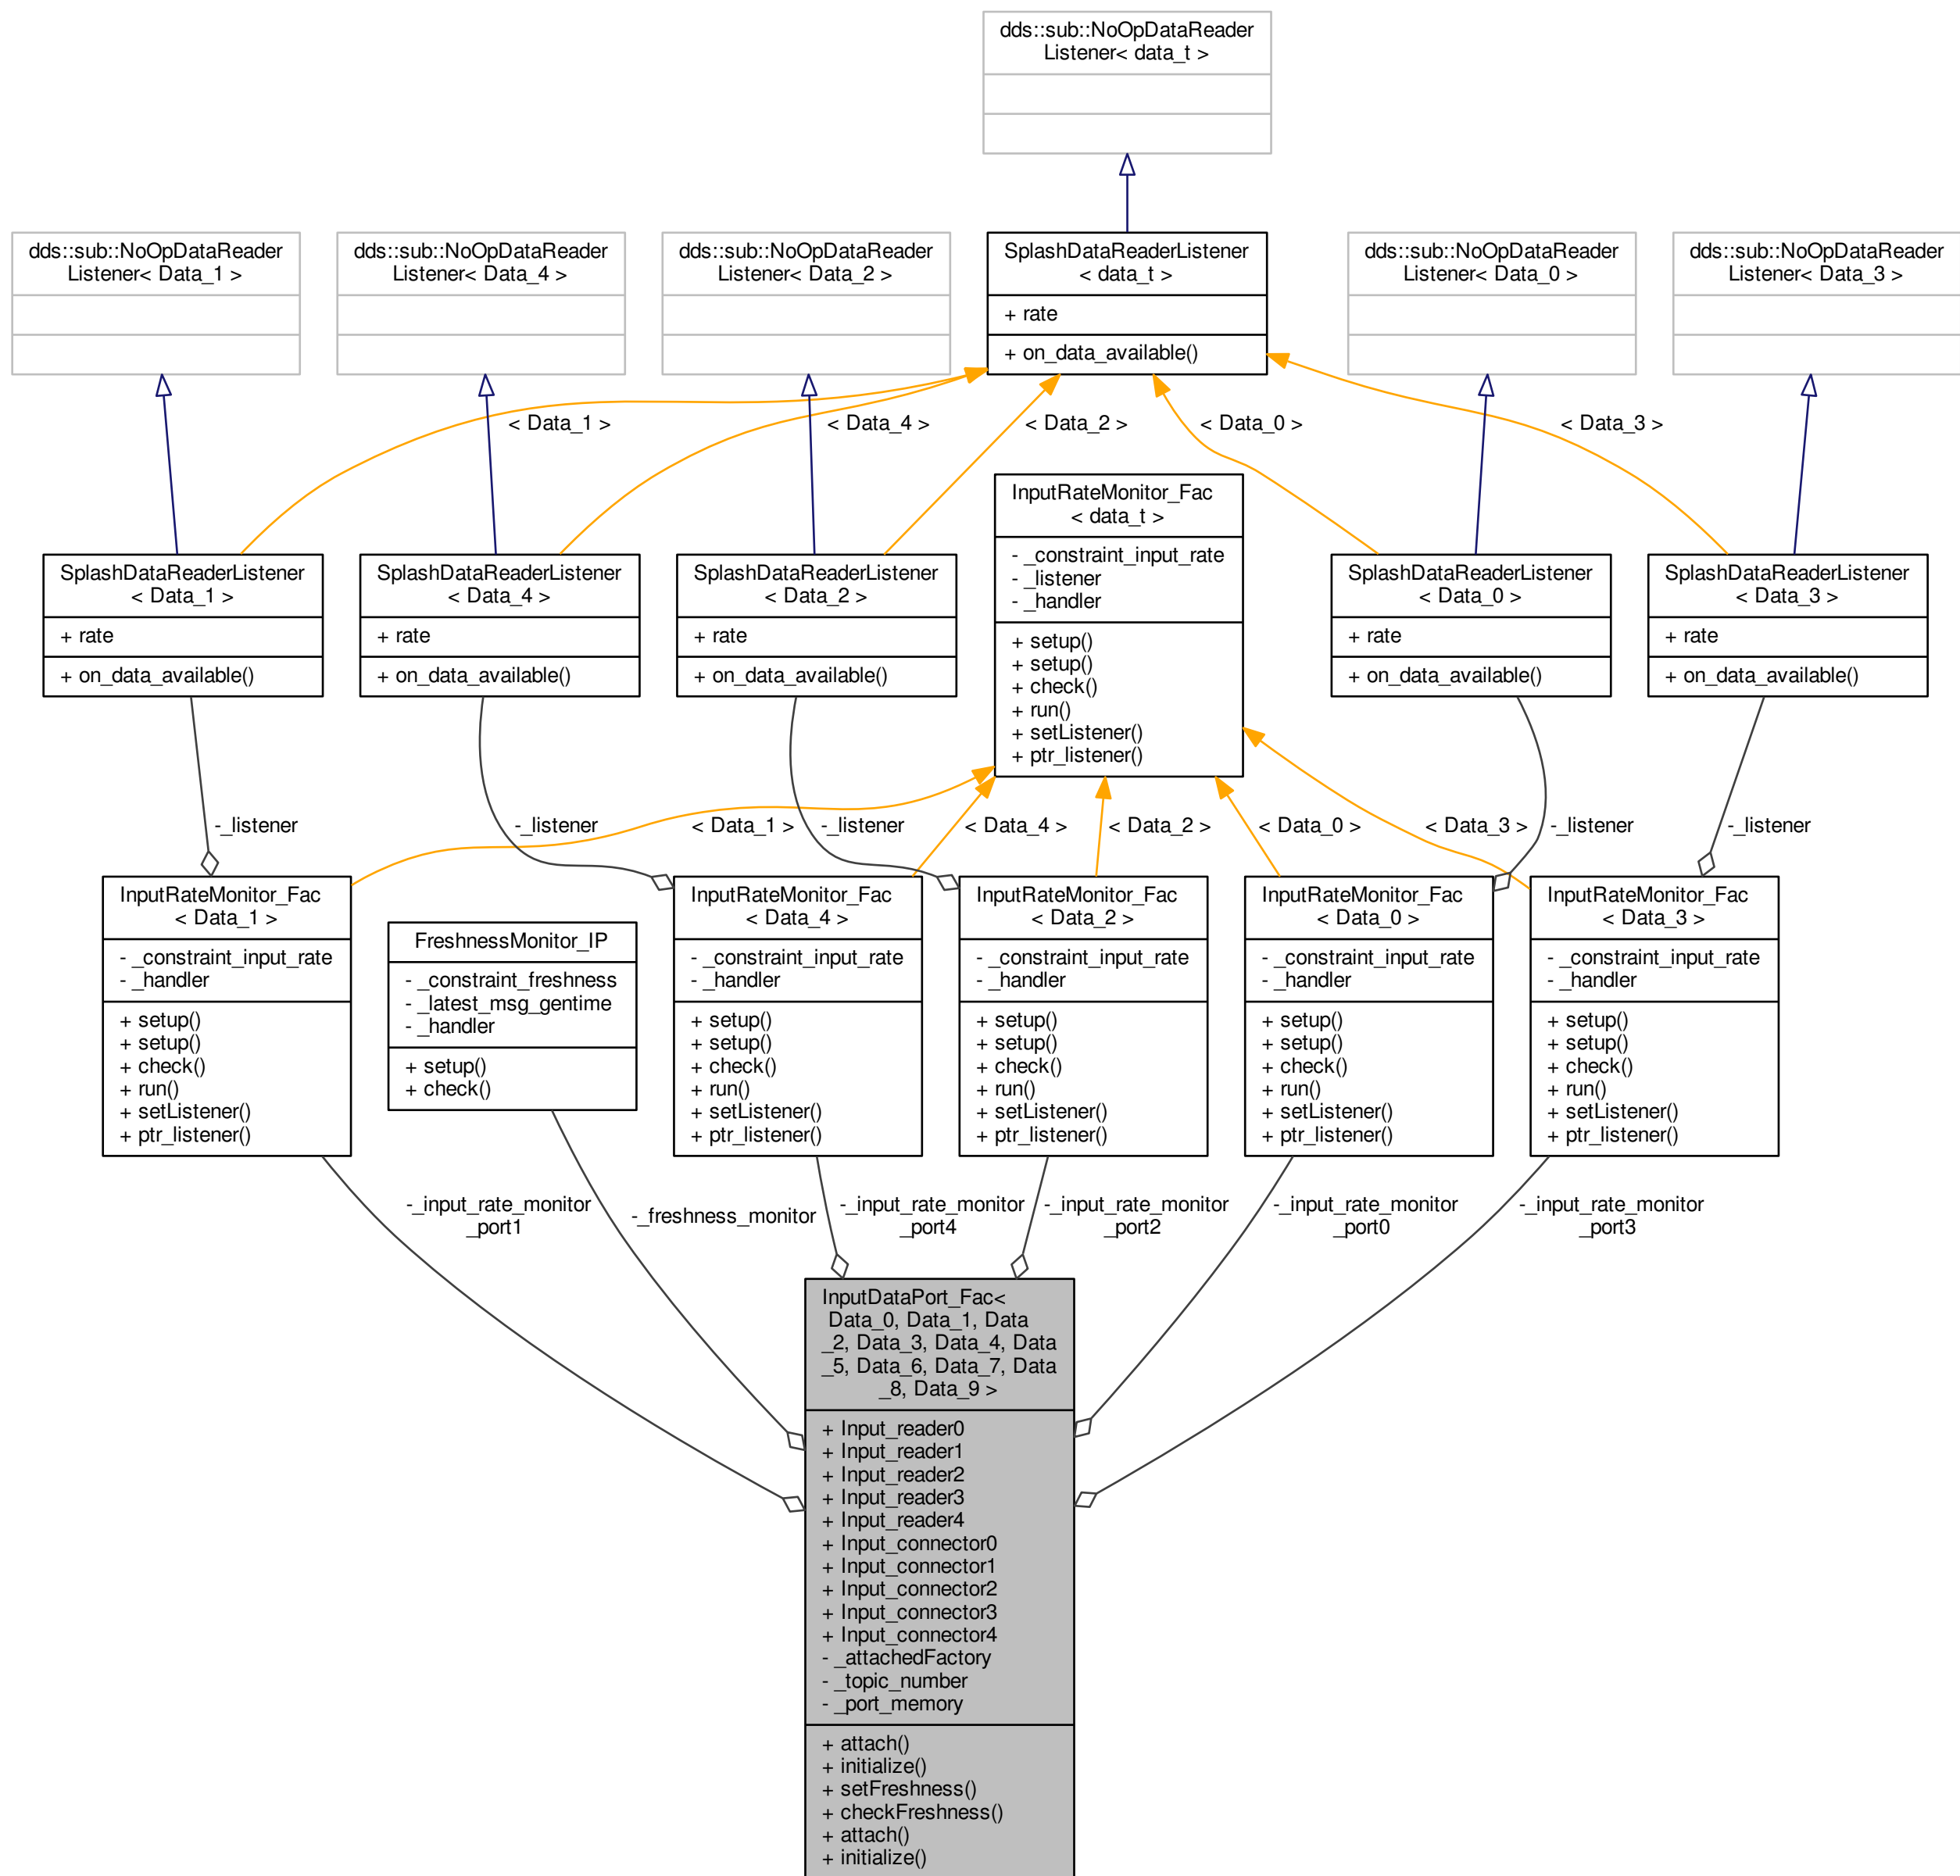 dds::sub::NoOpDataReader
Listener< data_t >
dds::sub::NoOpDataReader
Listener< Data_1 >
dds::sub::NoOpDataReader
Listener< Data_4 >
dds::sub::NoOpDataReader
Listener< Data_2 >
SplashDataReaderListener
< data_t >
+ rate
+ on_data_available()
dds::sub::NoOpDataReader
Listener< Data_0 >
dds::sub::NoOpDataReader
Listener< Data_3 >
< Data_1 >
< Data_4 >
< Data_2 >
< Data_0 >
< Data_3 >
SplashDataReaderListener
< Data_1 >
+ rate
+ on_data_available()
SplashDataReaderListener
< Data_4 >
+ rate
+ on_data_available()
SplashDataReaderListener
< Data_2 >
+ rate
+ on_data_available()
InputRateMonitor_Fac
< data_t >
- _constraint_input_rate
- _listener
- _handler
+ setup()
+ setup()
+ check()
+ run()
+ setListener()
+ ptr_listener()
SplashDataReaderListener
< Data_0 >
+ rate
+ on_data_available()
SplashDataReaderListener
< Data_3 >
+ rate
+ on_data_available()
-_listener
-_listener
< Data_1 >
-_listener
< Data_4 >
< Data_2 >
< Data_0 >
< Data_3 >
-_listener
-_listener
InputRateMonitor_Fac
< Data_1 >
- _constraint_input_rate
- _handler
+ setup()
+ setup()
+ check()
+ run()
+ setListener()
+ ptr_listener()
FreshnessMonitor_IP
- _constraint_freshness
- _latest_msg_gentime
- _handler
+ setup()
+ check()
InputRateMonitor_Fac
< Data_4 >
- _constraint_input_rate
- _handler
+ setup()
+ setup()
+ check()
+ run()
+ setListener()
+ ptr_listener()
InputRateMonitor_Fac
< Data_2 >
- _constraint_input_rate
- _handler
+ setup()
+ setup()
+ check()
+ run()
+ setListener()
+ ptr_listener()
InputRateMonitor_Fac
< Data_0 >
- _constraint_input_rate
- _handler
+ setup()
+ setup()
+ check()
+ run()
+ setListener()
+ ptr_listener()
InputRateMonitor_Fac
< Data_3 >
- _constraint_input_rate
- _handler
+ setup()
+ setup()
+ check()
+ run()
+ setListener()
+ ptr_listener()
-_input_rate_monitor
_port1
-_freshness_monitor
-_input_rate_monitor
_port4
-_input_rate_monitor
_port2
-_input_rate_monitor
_port0
-_input_rate_monitor
_port3
InputDataPort_Fac<
Data_0, Data_1, Data
_2, Data_3, Data_4, Data
_5, Data_6, Data_7, Data
_8, Data_9 >
+ Input_reader0
+ Input_reader1
+ Input_reader2
+ Input_reader3
+ Input_reader4
+ Input_connector0
+ Input_connector1
+ Input_connector2
+ Input_connector3
+ Input_connector4
- _attachedFactory
- _topic_number
- _port_memory
+ attach()
+ initialize()
+ setFreshness()
+ checkFreshness()
+ attach()
+ initialize()